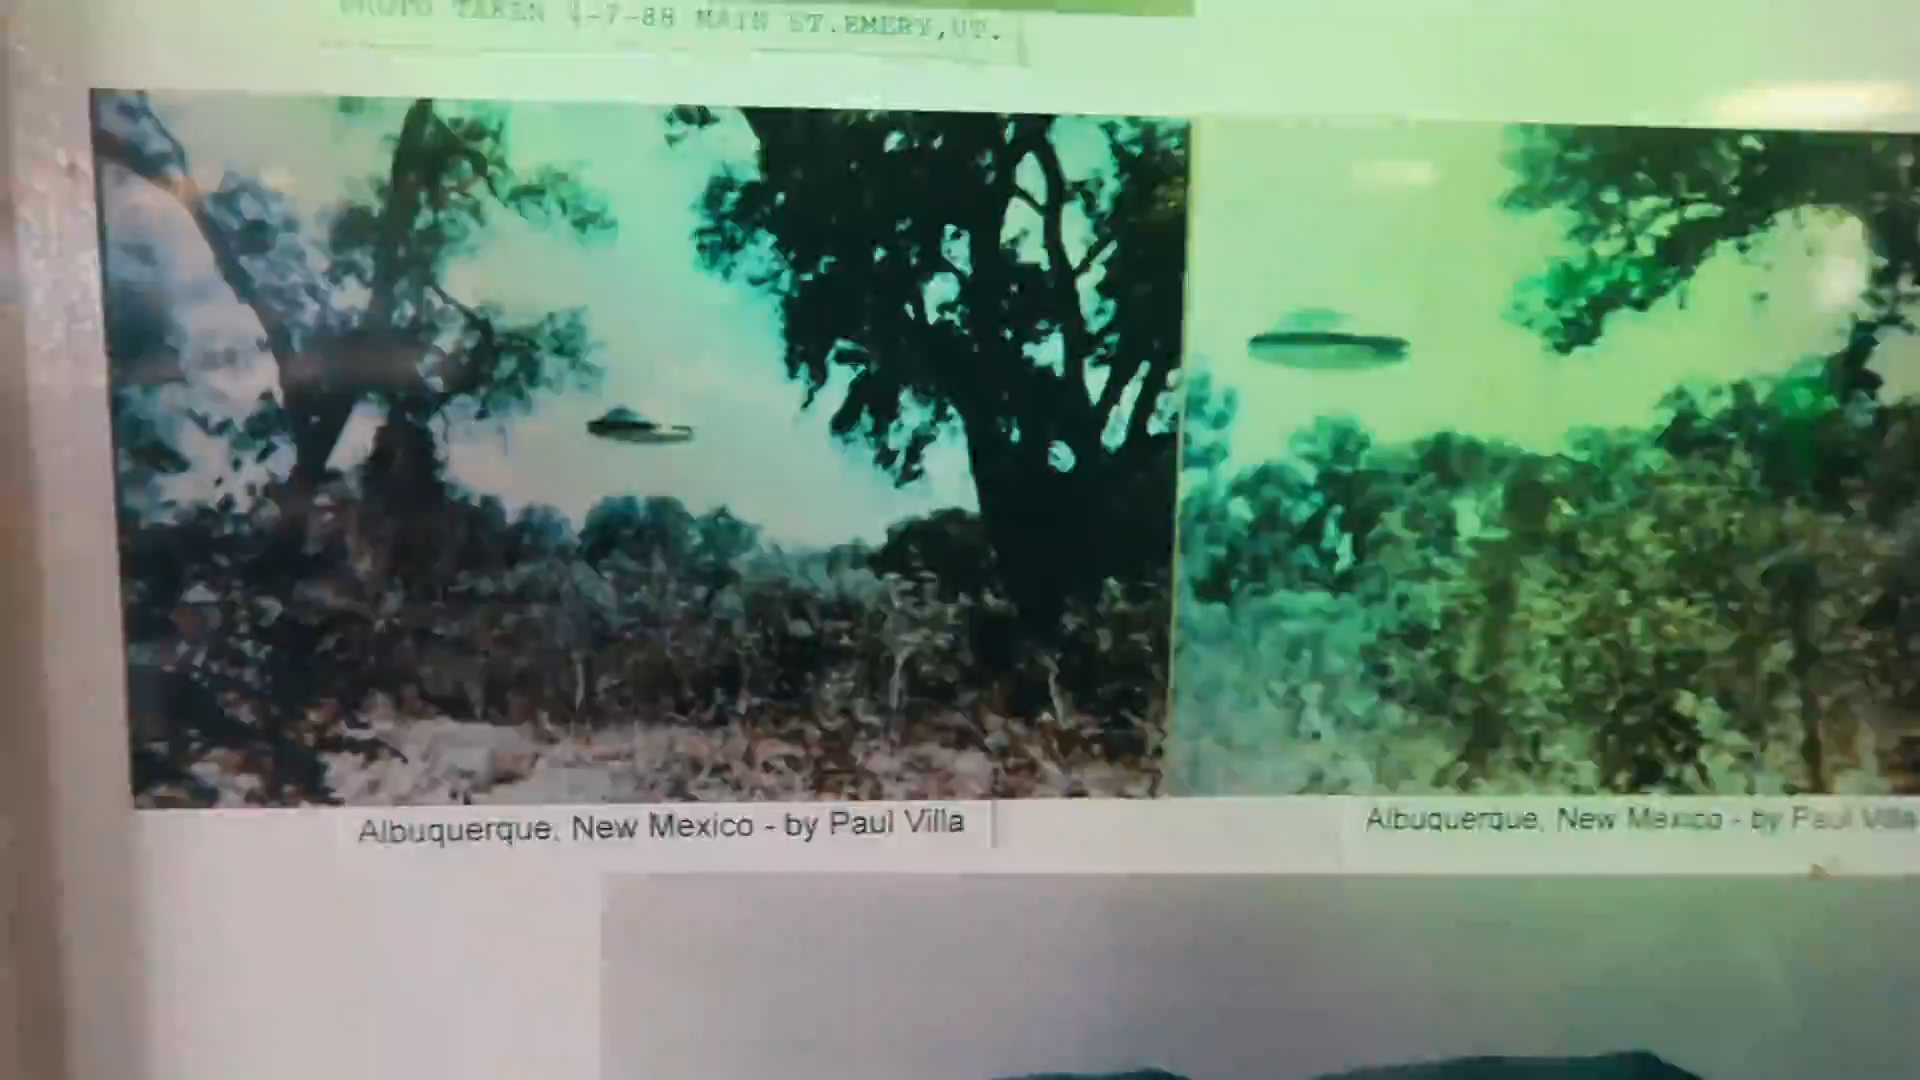 PHOTO TAKEN 4-7-88 MAIN ST.EMERY,UT.
Albuquerque, New Mexico - by Paul Villa
Albuquerque, New Mexico - by Paul Villa